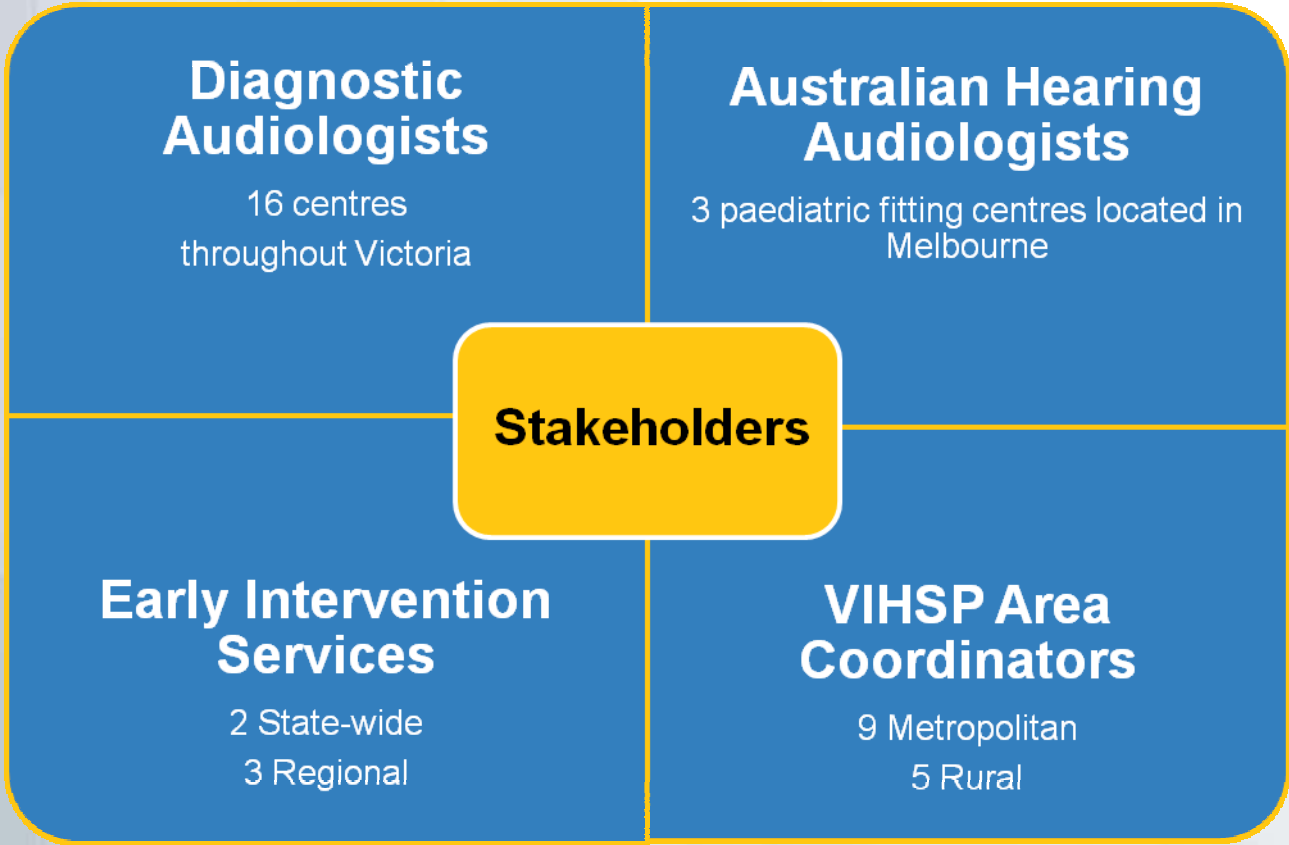 Diagnostic
Audiologists
16 centres
throughout Victoria
Australian Hearing
Audiologists
3 paediatric fitting centres located in
Melbourne
Stakeholders
Early Intervention
Services
2 State-wide
3 Regional
VIHSP Area
Coordinators
9 Metropolitan
5 Rural